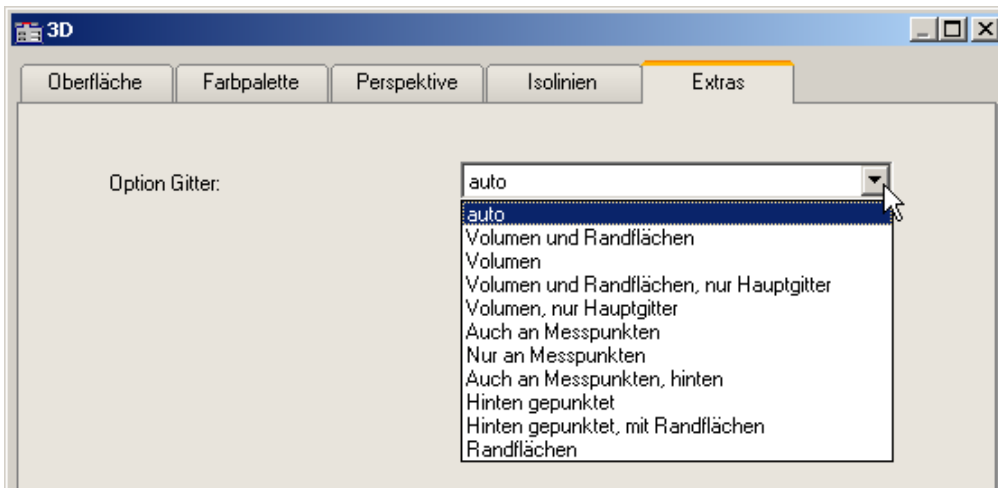 3D
Oberfläche Farbpalette Perspektive Isolinien Extras
Option Gitter: auto
auto
Volumen und Randflächen
Volumen
Volumen und Randflächen, nur Hauptgitter
Volumen, nur Hauptgitter
Auch an Messpunkten
Nur an Messpunkten
Auch an Messpunkten, hinten
Hinten gepunktet
Hinten gepunktet, mit Randflächen
Randflächen